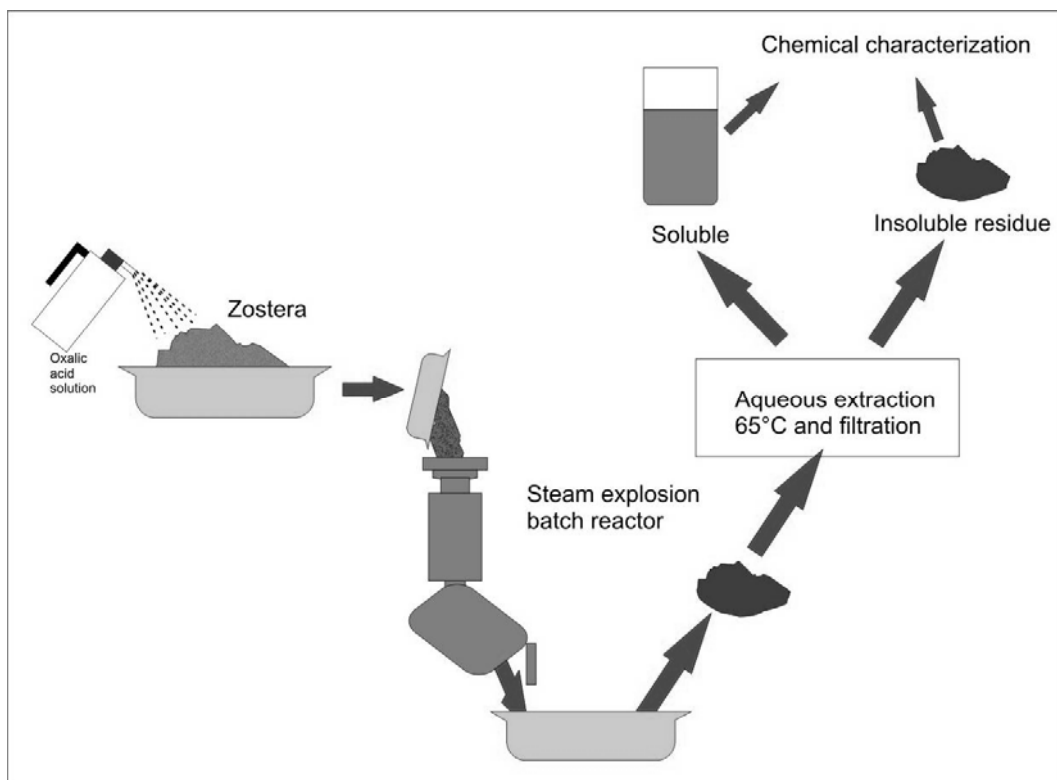 Chemical characterization
Soluble
Insoluble residue
Zostera
Oxalic
acid
solution
Aqueous extraction
65°C and filtration
Steam explosion
batch reactor